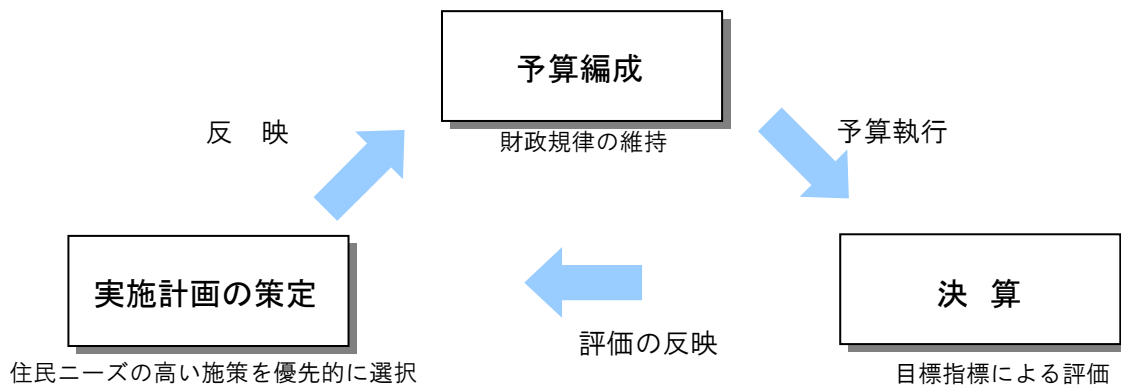 予算編成
財政規律の維持
反　映
予算執行
実施計画の策定
住民ニーズの高い施策を優先的に選択
評価の反映
決　算
目標指標による評価